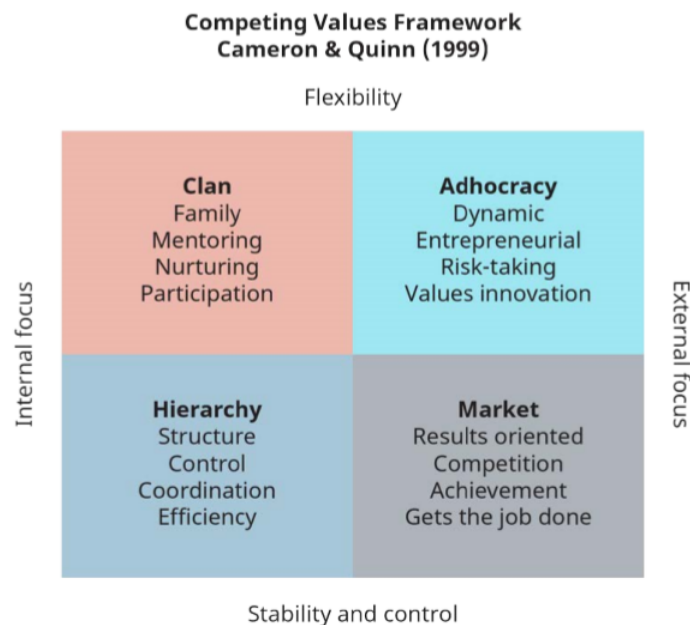 Competing Values Framework
Cameron & Quinn (1999)
Flexibility
Clan
Family
Mentoring
Nurturing
Participation
Adhocracy
Dynamic
Entrepreneurial
Risk-taking
Values innovation
Internal focus
External focus
Hierarchy
Structure
Control
Coordination
Efficiency
Market
Results oriented
Competition
Achievement
Gets the job done
Stability and control